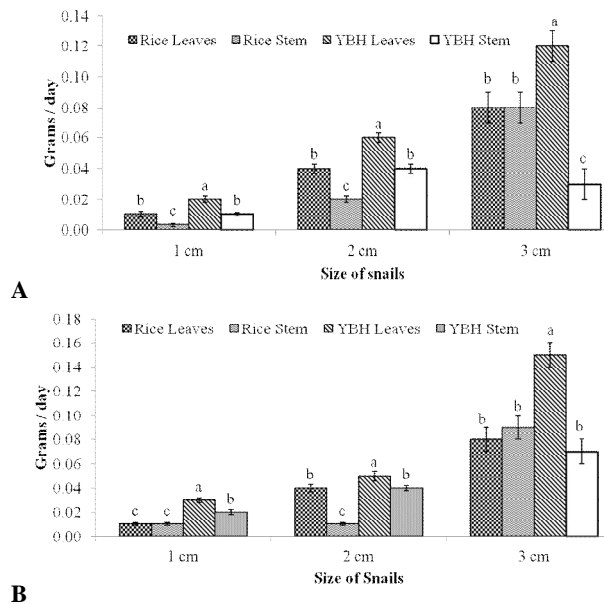 0.14
Rice Leaves Rice Stem YBH Leaves YBH Stem
0.12
0.10
0.08
0.06
0.04
0.02
0.00
Grams / day
b c a b
b c a b
b b a c
1 cm 2 cm 3 cm
Size of snails
A
0.18
Rice Leaves Rice Stem YBH Leaves YBH Stem
0.16
0.14
0.12
0.10
0.08
0.06
0.04
0.02
0.00
Grams / day
c c a b
b c a b
b b a b
1 cm 2 cm 3 cm
Size of Snails
B